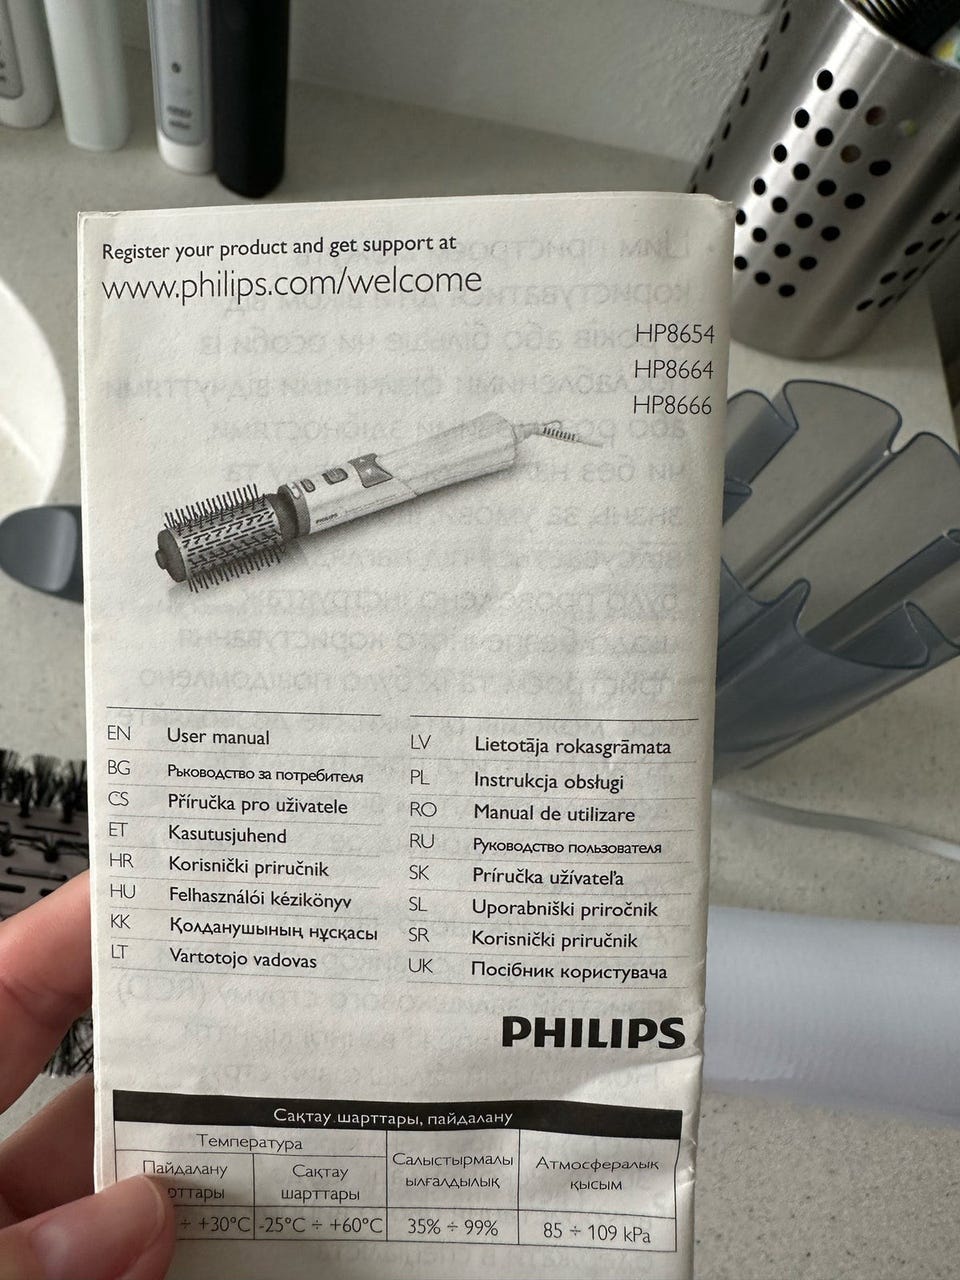 Register your product and get support at
www.philips.com/welcome
HP8654
HP8664
HP8666
PHILIPS
EN User manual
BG Ръководство за потребителя
CS Příručka pro uživatele
ET Kasutusjuhend
HR Korisnički priručnik
HU Felhasználói kézikönyv
KK Қолданушының нұсқасы
LT Vartotojo vadovas
LV Lietotāja rokasgrāmata
PL Instrukcja obsługi
RO Manual de utilizare
RU Руководство пользователя
SK Príručka užívateľa
SL Uporabniški priročnik
SR Korisnički priručnik
UK Посібник користувача
PHILIPS
Сақтау шарттары, пайдалану
Температура
Пайдалану
Сақтау
шарттары
Салыстырмалы
ылғалдылық
Атмосфералық
қысым
÷ +30°C
-25°C ÷ +60°C
35% ÷ 99%
85 ÷ 109 kPa